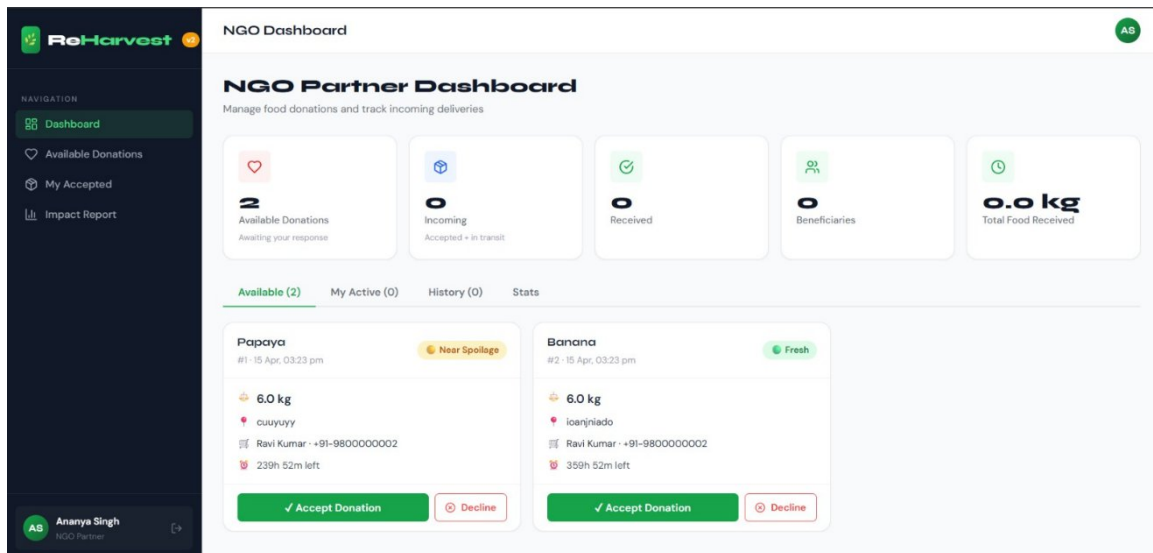 ReHarvest v2
NAVIGATION
Dashboard
Available Donations
My Accepted
Impact Report
AS
Ananya Singh
NGO Partner
NGO Dashboard
AS
NGO Partner Dashboard
Manage food donations and track incoming deliveries
2
Available Donations
Awaiting your response
0
Incoming
Accepted + in transit
0
Received
0
Beneficiaries
0.0 kg
Total Food Received
Available (2)
My Active (0)
History (0)
Stats
Papaya
Near Spoilage
#1 · 15 Apr, 03:23 pm
6.0 kg
cuuyuyy
Ravi Kumar · +91-9800000002
239h 52m left
✓ Accept Donation
Decline
Banana
Fresh
#2 · 15 Apr, 03:23 pm
6.0 kg
ioanjniado
Ravi Kumar · +91-9800000002
359h 52m left
✓ Accept Donation
Decline